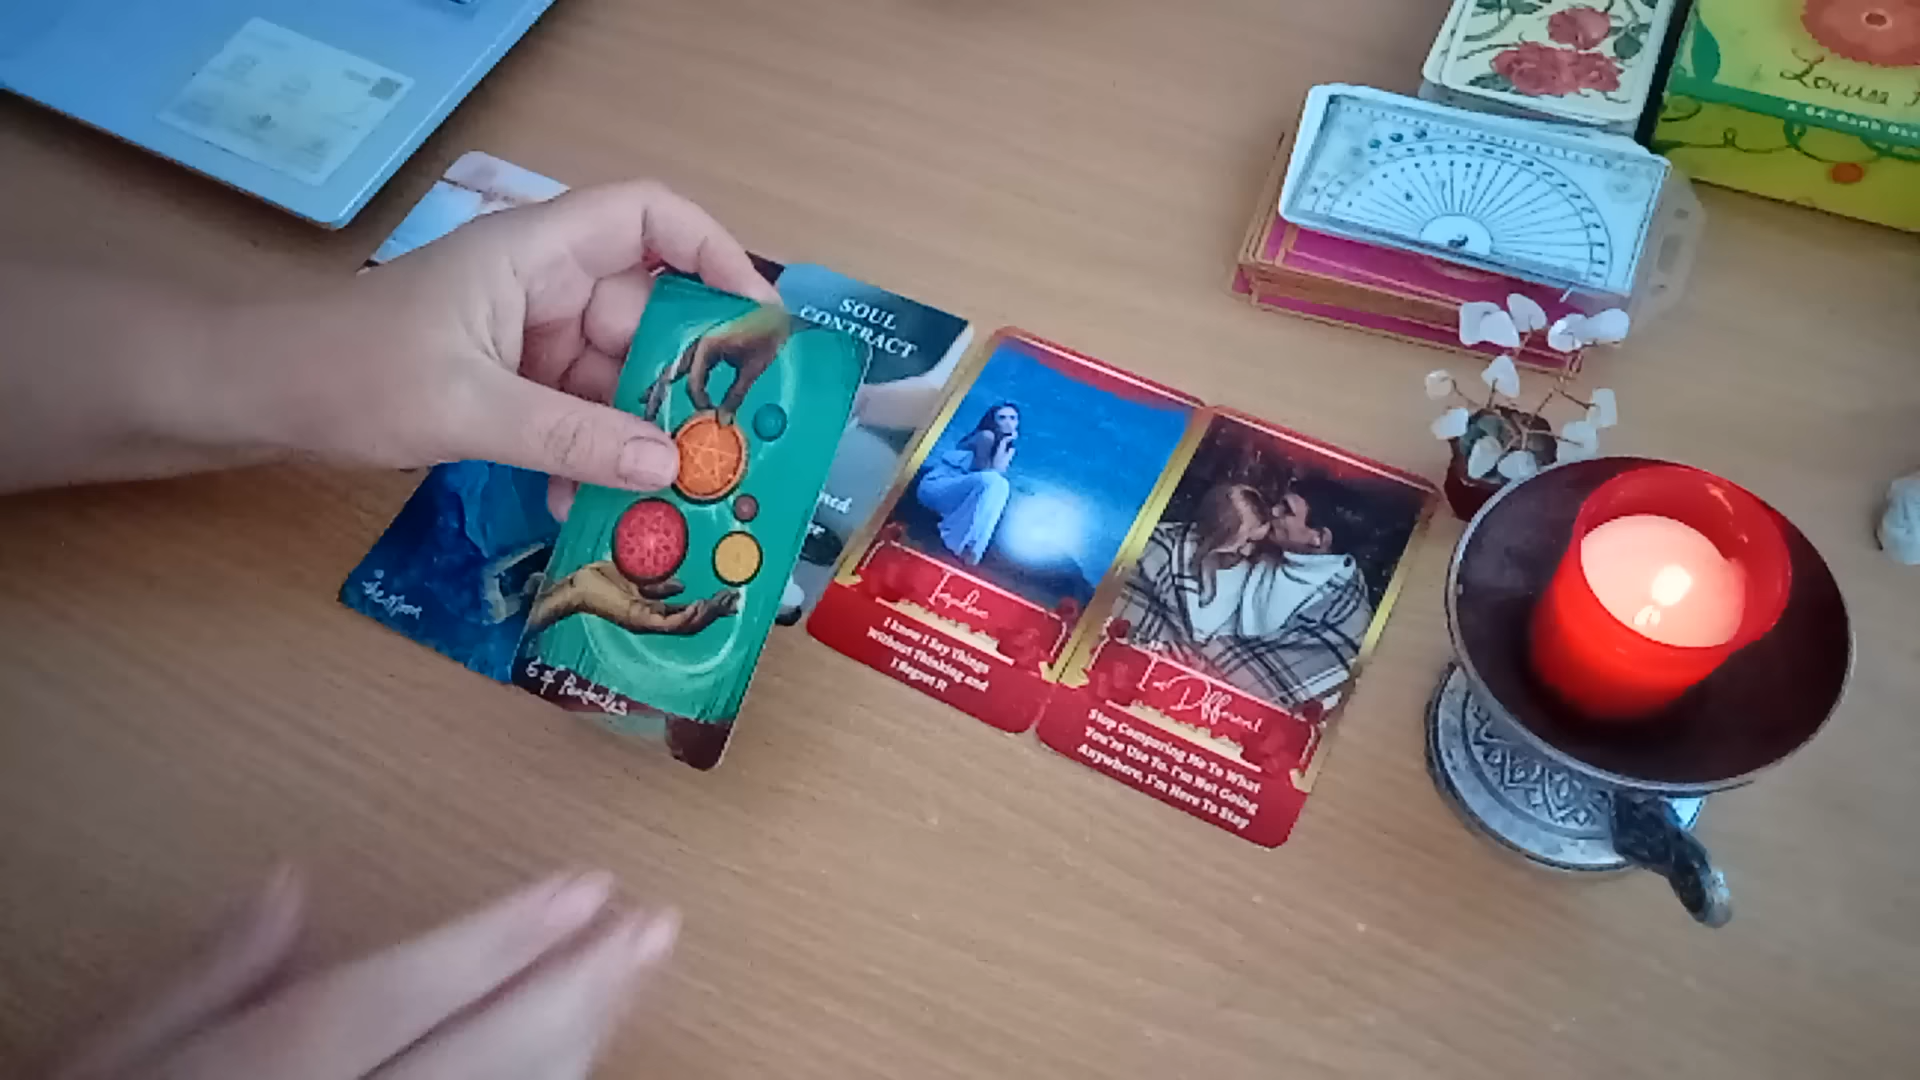 Louise
SOUL
CONTRACT
The Moon
6 of Pentacles
I Know I Say Things
Without Thinking and
I Regret It
I'm Different
Stop Comparing Me To What
You're Use To. I'm Not Going
Anywhere, I'm Here To Stay